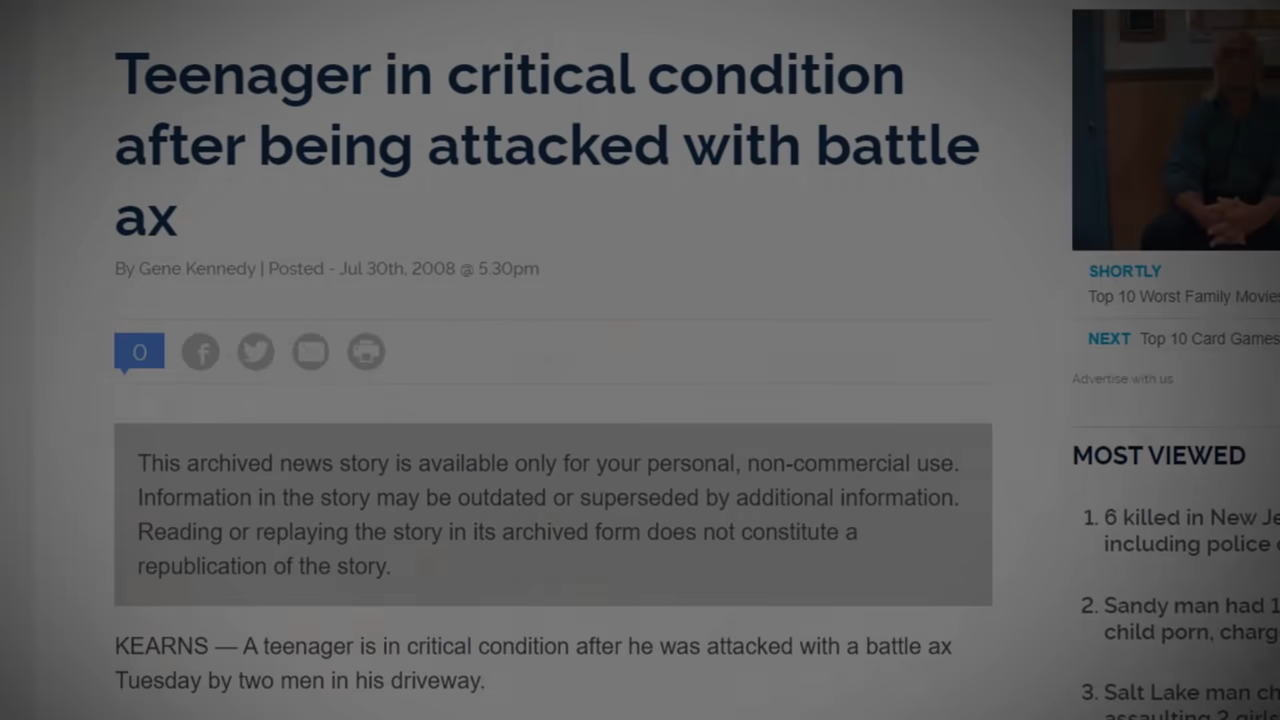 Teenager in critical condition
after being attacked with battle
ax
By Gene Kennedy | Posted - Jul 30th, 2008 @ 5:30pm
0
This archived news story is available only for your personal, non-commercial use.
Information in the story may be outdated or superseded by additional information.
Reading or replaying the story in its archived form does not constitute a
republication of the story.
KEARNS — A teenager is in critical condition after he was attacked with a battle ax
Tuesday by two men in his driveway.
SHORTLY
Top 10 Worst Family Movies
NEXT Top 10 Card Games
Advertise with us
MOST VIEWED
1. 6 killed in New Je
including police
2. Sandy man had 1
child porn, charg
3. Salt Lake man ch
assaulting 2 girls